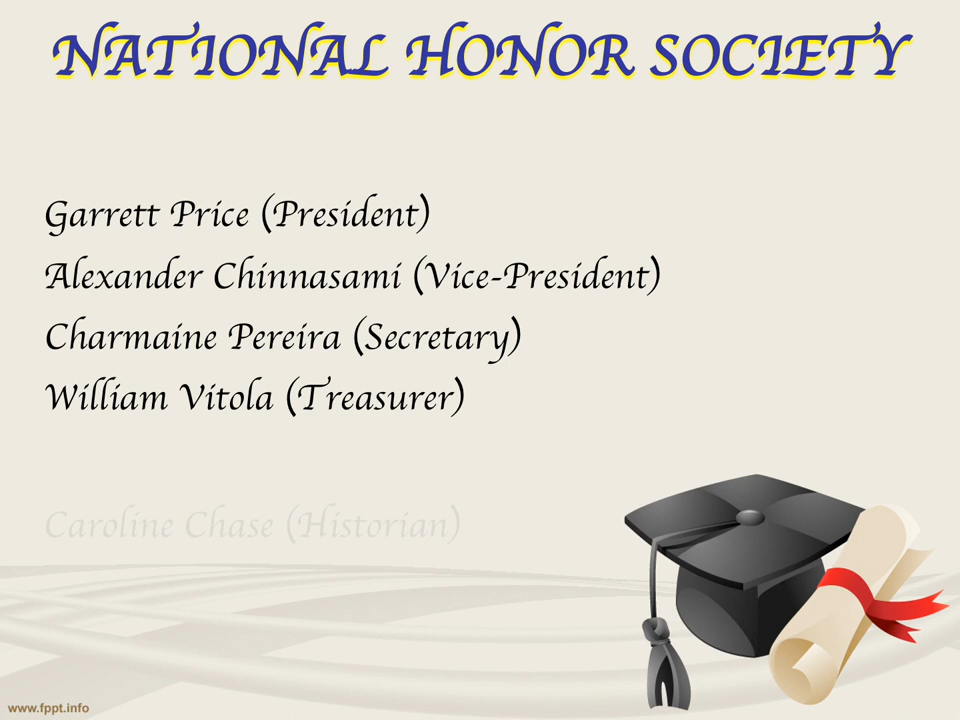 NATIONAL HONOR SOCIETY
Garrett Price (President)
Alexander Chinnasami (Vice-President)
Charmaine Pereira (Secretary)
William Vitola (Treasurer)
Caroline Chase (Historian)
www.fppt.info